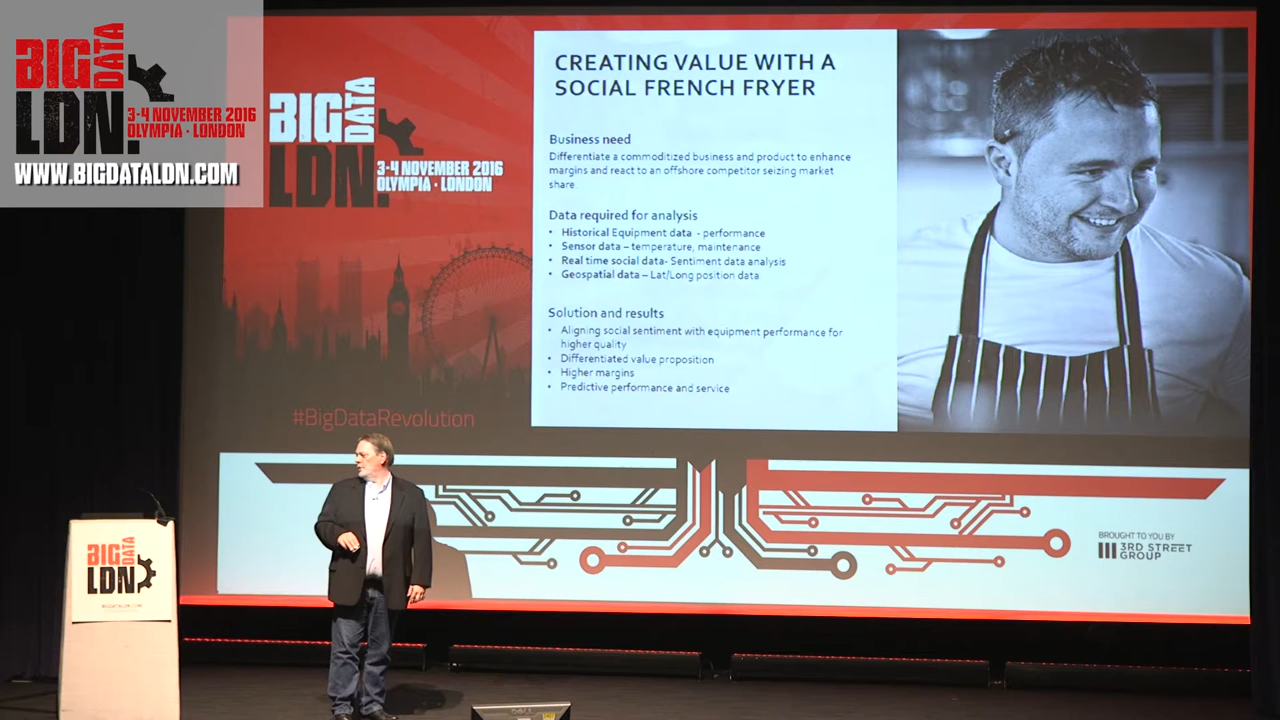 BIG DATA
LDN.
3-4 NOVEMBER 2016
OLYMPIA · LONDON
WWW.BIGDATALDN.COM
BIG DATA
LDN.
3-4 NOVEMBER 2016
OLYMPIA · LONDON
#BigDataRevolution
CREATING VALUE WITH A
SOCIAL FRENCH FRYER
Business need
Differentiate a commoditized business and product to enhance
margins and react to an offshore competitor seizing market
share.
Data required for analysis
• Historical Equipment data - performance
• Sensor data – temperature, maintenance
• Real time social data- Sentiment data analysis
• Geospatial data – Lat/Long position data
Solution and results
• Aligning social sentiment with equipment performance for
higher quality
• Differentiated value proposition
• Higher margins
• Predictive performance and service
BROUGHT TO YOU BY
3RD STREET
GROUP
BIG DATA
LDN
BIGDATALDN.COM
DELL